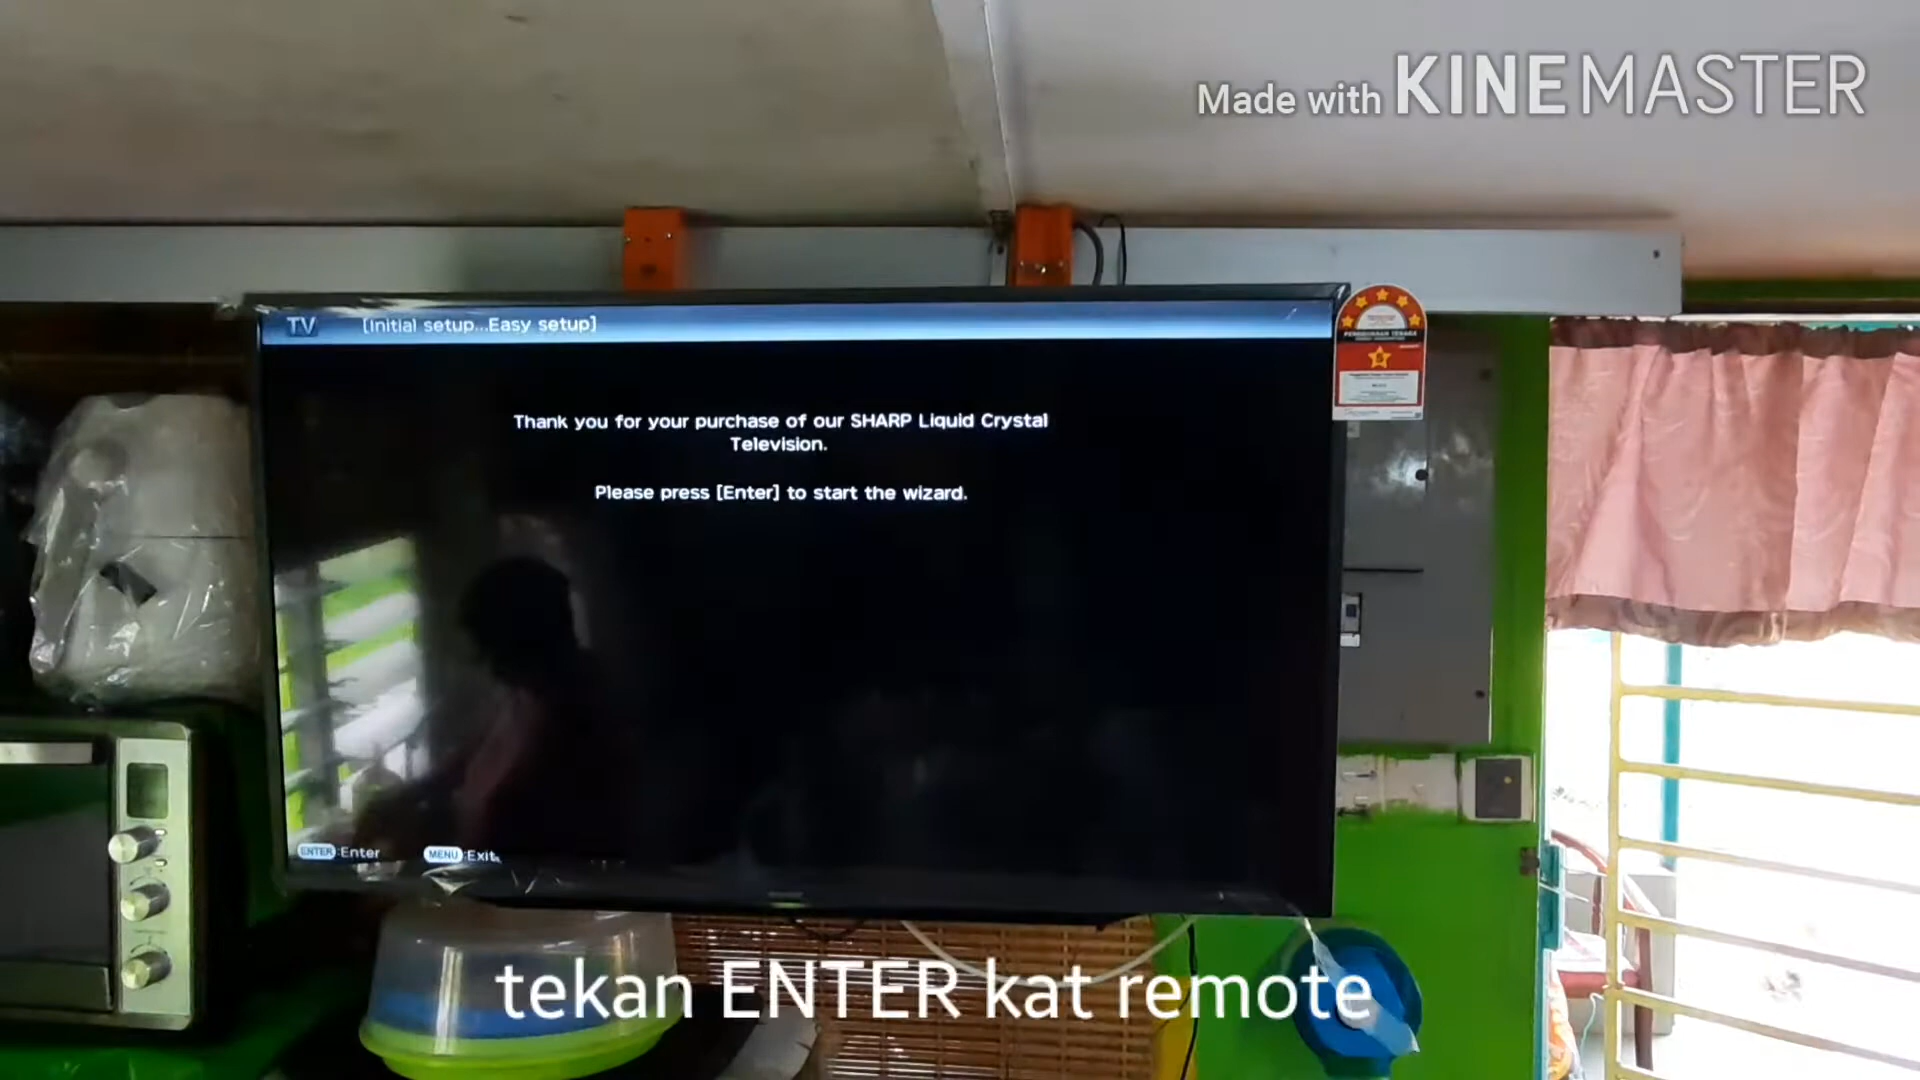 Made with KINEMASTER
TV [Initial setup...Easy setup]
Thank you for your purchase of our SHARP Liquid Crystal
Television.
Please press [Enter] to start the wizard.
ENTER :Enter MENU :Exit
tekan ENTER kat remote